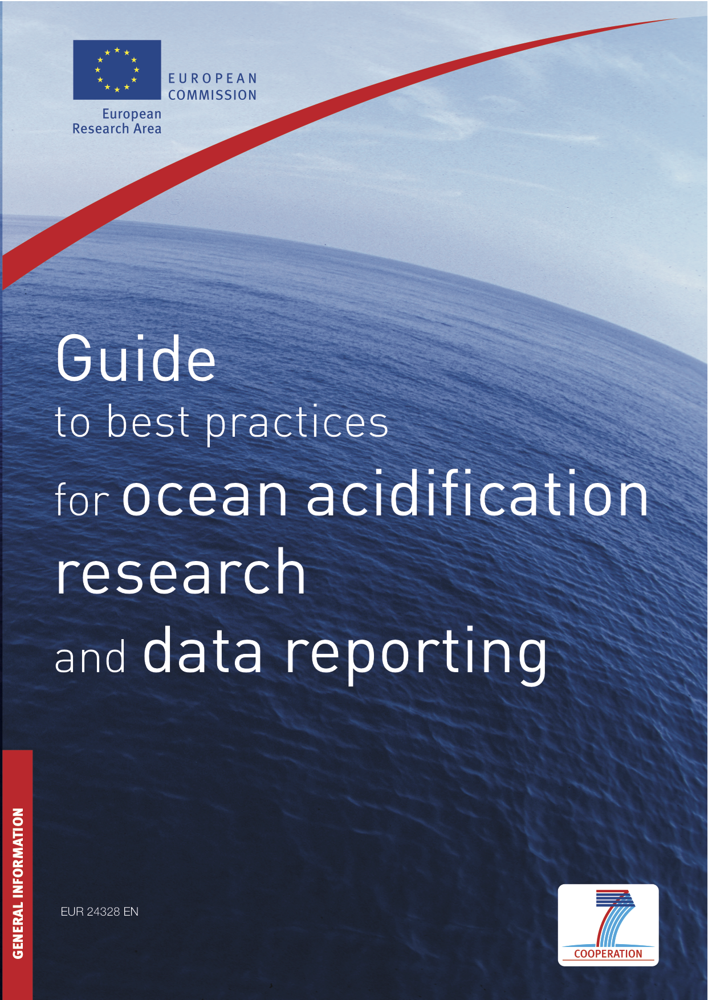 EUROPEAN
COMMISSION
European
Research Area
Guide
to best practices
for ocean acidification
research
and data reporting
GENERAL INFORMATION
EUR 24328 EN
7
COOPERATION